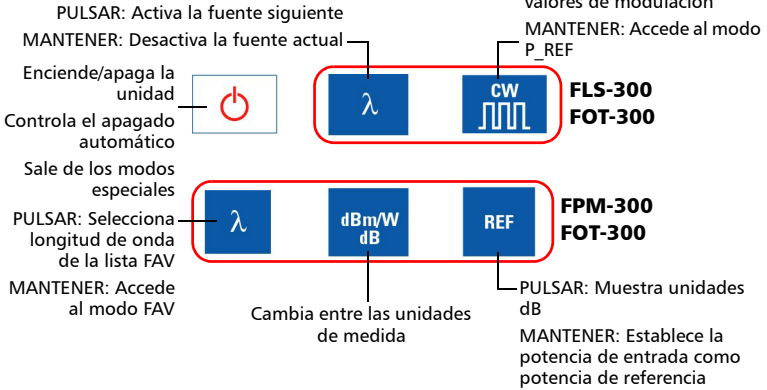 PULSAR: Activa la fuente siguiente
MANTENER: Desactiva la fuente actual
valores de modulación
MANTENER: Accede al modo
P_REF
Enciende/apaga la
unidad
Controla el apagado
automático
Sale de los modos
especiales
λ
CW
FLS-300
FOT-300
PULSAR: Selecciona
longitud de onda
de la lista FAV
MANTENER: Accede
al modo FAV
λ
dBm/W
dB
REF
FPM-300
FOT-300
Cambia entre las unidades
de medida
PULSAR: Muestra unidades
dB
MANTENER: Establece la
potencia de entrada como
potencia de referencia